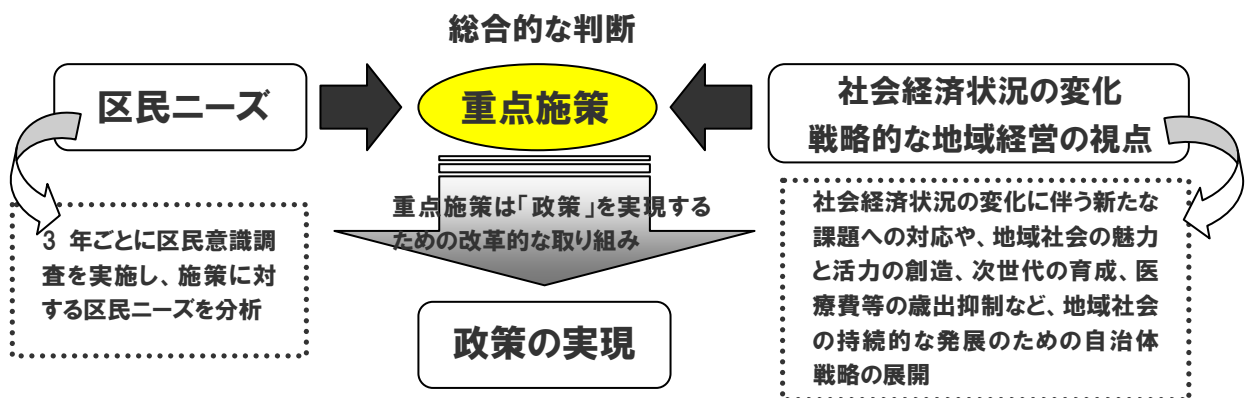 総合的な判断
区民ニーズ
重点施策
社会経済状況の変化
戦略的な地域経営の視点
3 年ごとに区民意識調
査を実施し、施策に対
する区民ニーズを分析
重点施策は「政策」を実現する
ための改革的な取り組み
社会経済状況の変化に伴う新たな
課題への対応や、地域社会の魅力
と活力の創造、次世代の育成、医
療費等の歳出抑制など、地域社会
の持続的な発展のための自治体
戦略の展開
政策の実現